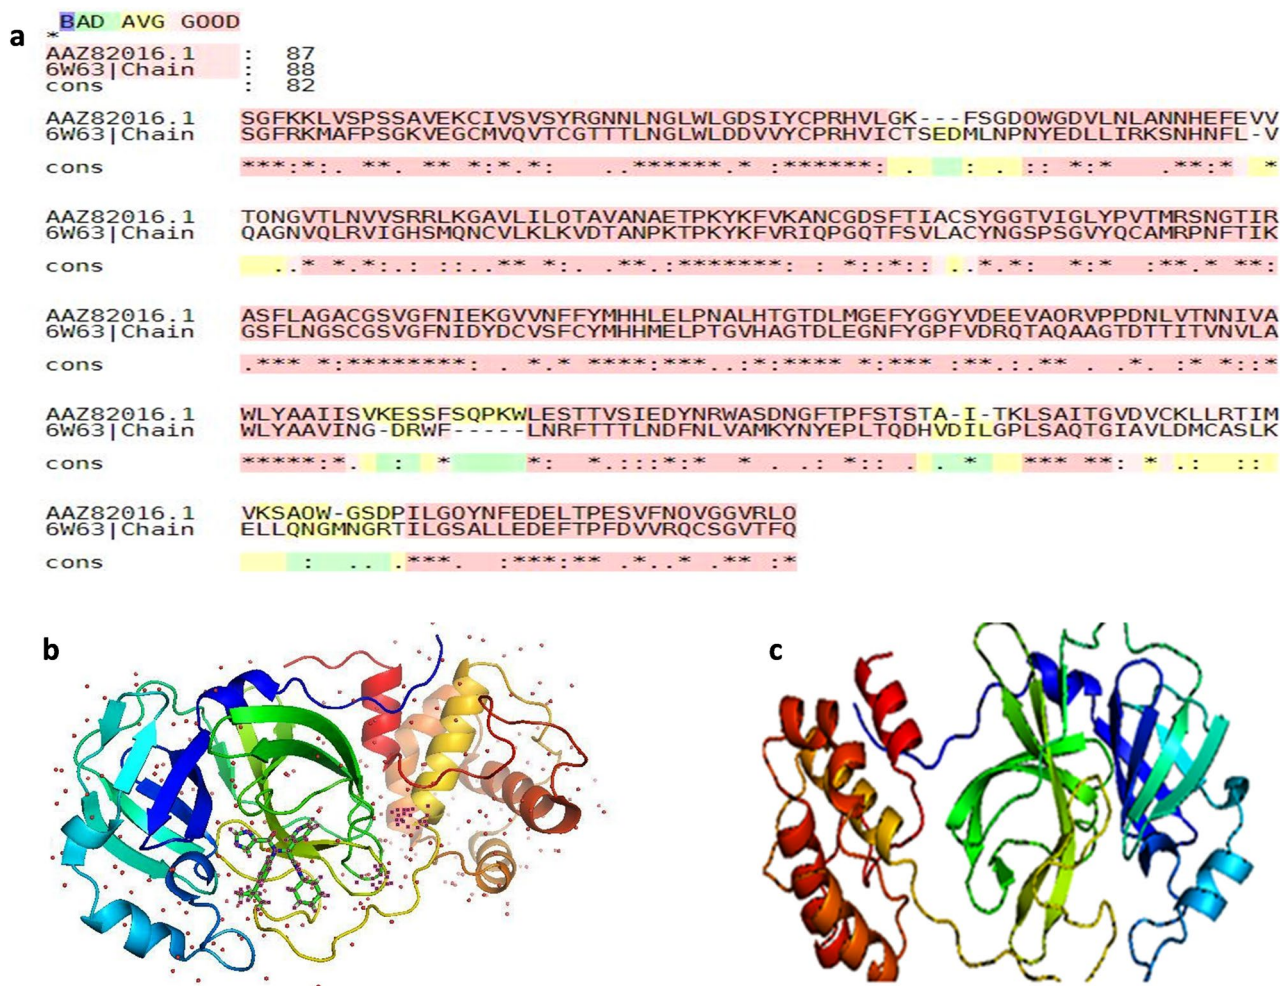 a
BAD AVG GOOD
*
AAZ82016.1 : 87
6W63|Chain : 88
cons : 82
AAZ82016.1 SGFKKLVSPSSAVEKCIVSVSYRGNNLNGLWLGDSIYCPRHVLGK---FSGDOWGDVLNLANNHEFEVV
6W63|Chain SGFRKMAFPSGKVEGCMVQVTCGTTTLNGLWLDDVVYCPRHVICTSEDMLNPNYEDLLIRKSNHNFL-V
cons ***:*:. **. ** *:*.*: ..****** * :******: . : . . :: *:* .**:* *
AAZ82016.1 TONGVTLNVVSRRLKGAVLILOTAVANAETPKYKFVKANCGDSFTIACSYGGTVIGLYPVTMRSNGTIR
6W63|Chain QAGNVQLRVIGHSMQNCVLKLKVDTANPKTPKYKFVRIQPGQTFSVLACYNGSPSGVYQCAMRPNFTIK
cons ..* *.*:.: ::..** *:. .**.:*******: : *::*:: ..*.*: *:* :**.* **:
AAZ82016.1 ASFLAGACGSVGFNIEKGVVNFFYMHHLELPNALHTGTDLMGEFYGGYVDEEVAORVPPDNLVTNNIVA
6W63|Chain GSFLNGSCGSVGFNIDYDCVSFCYMHHMELPTGVHAGTDLEGNFYGPFVDRQTAQAAGTDTTITVNVLA
cons .*** *:********: . *.* ****:***..:*:**** *:*** :**.:.** .*. :* *::*
AAZ82016.1 WLYAAIISVKESSFSQPKWLESTTVSIEDYNRWASDNGFTPFSTSTA-I-TKLSAITGVDVCKLLRTIM
6W63|Chain WLYAAVING-DRWF-----LNRFTTTLNDFNLVAMKYNYEPLTQDHVDILGPLSAQTGIAVLDMCASLK
cons *****:*. : * *: *.:::*:* * . .: *:: . . * *** **: * .: ::
AAZ82016.1 VKSAOW-GSDPILGOYNFEDELTPESVFNOVGGVRLO
6W63|Chain ELLQNGMNGRTILGSALLEDEFTPFDVVRQCSGVTFQ
cons : .. .***. :***:** .*..* .** :*
b
c